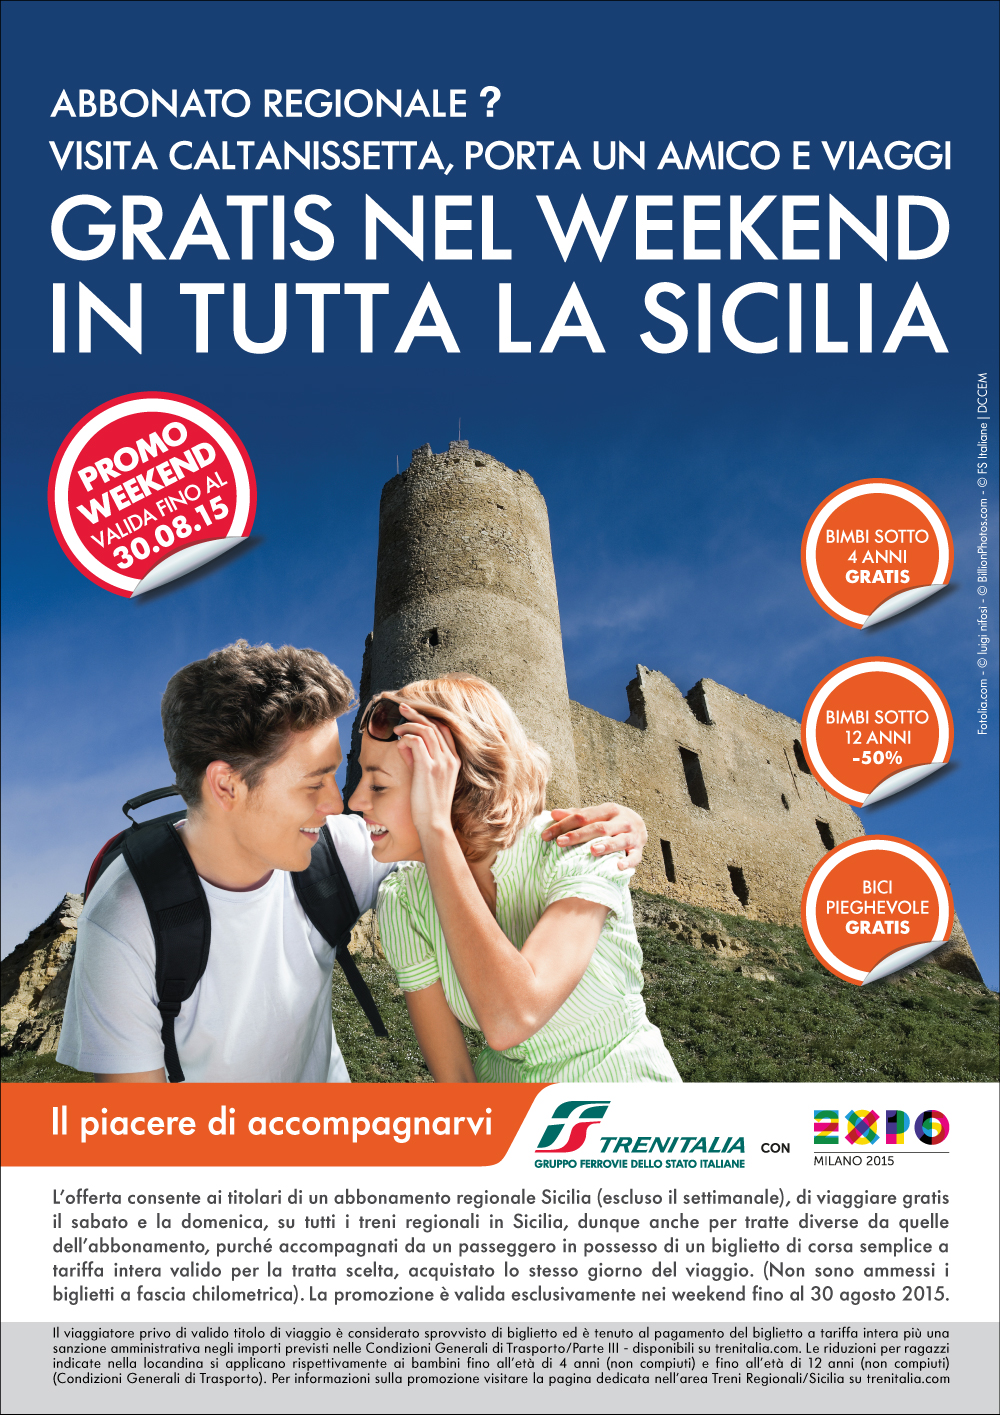 ABBONATO REGIONALE ?
VISITA CALTANISSETTA, PORTA UN AMICO E VIAGGI
GRATIS NEL WEEKEND
IN TUTTA LA SICILIA
PROMO
WEEKEND
VALIDA FINO AL
30.08.15
BIMBI SOTTO
4 ANNI
GRATIS
BIMBI SOTTO
12 ANNI
-50%
BICI
PIEGHEVOLE
GRATIS
Fotolia.com - © luigi nifosi - © BillionPhotos.com - © FS Italiane | DCCEM
Il piacere di accompagnarvi
TRENITALIA
GRUPPO FERROVIE DELLO STATO ITALIANE
CON
EXPO
MILANO 2015
L'offerta consente ai titolari di un abbonamento regionale Sicilia (escluso il settimanale), di viaggiare gratis
il sabato e la domenica, su tutti i treni regionali in Sicilia, dunque anche per tratte diverse da quelle
dell'abbonamento, purché accompagnati da un passeggero in possesso di un biglietto di corsa semplice a
tariffa intera valido per la tratta scelta, acquistato lo stesso giorno del viaggio. (Non sono ammessi i
biglietti a fascia chilometrica). La promozione è valida esclusivamente nei weekend fino al 30 agosto 2015.
Il viaggiatore privo di valido titolo di viaggio è considerato sprovvisto di biglietto ed è tenuto al pagamento del biglietto a tariffa intera più una
sanzione amministrativa negli importi previsti nelle Condizioni Generali di Trasporto/Parte III - disponibili su trenitalia.com. Le riduzioni per ragazzi
indicate nella locandina si applicano rispettivamente ai bambini fino all'età di 4 anni (non compiuti) e fino all'età di 12 anni (non compiuti)
(Condizioni Generali di Trasporto). Per informazioni sulla promozione visitare la pagina dedicata nell'area Treni Regionali/Sicilia su trenitalia.com